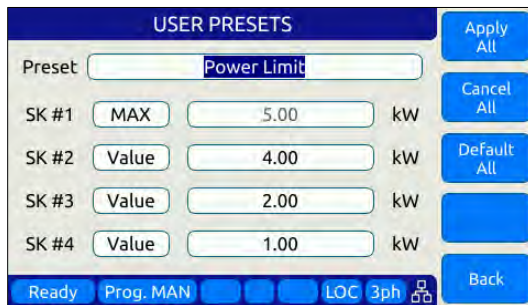 USER PRESETS
Preset Power Limit
SK #1 MAX 5.00 kW
SK #2 Value 4.00 kW
SK #3 Value 2.00 kW
SK #4 Value 1.00 kW
Ready Prog. MAN LOC 3ph
Apply
All
Cancel
All
Default
All
Back